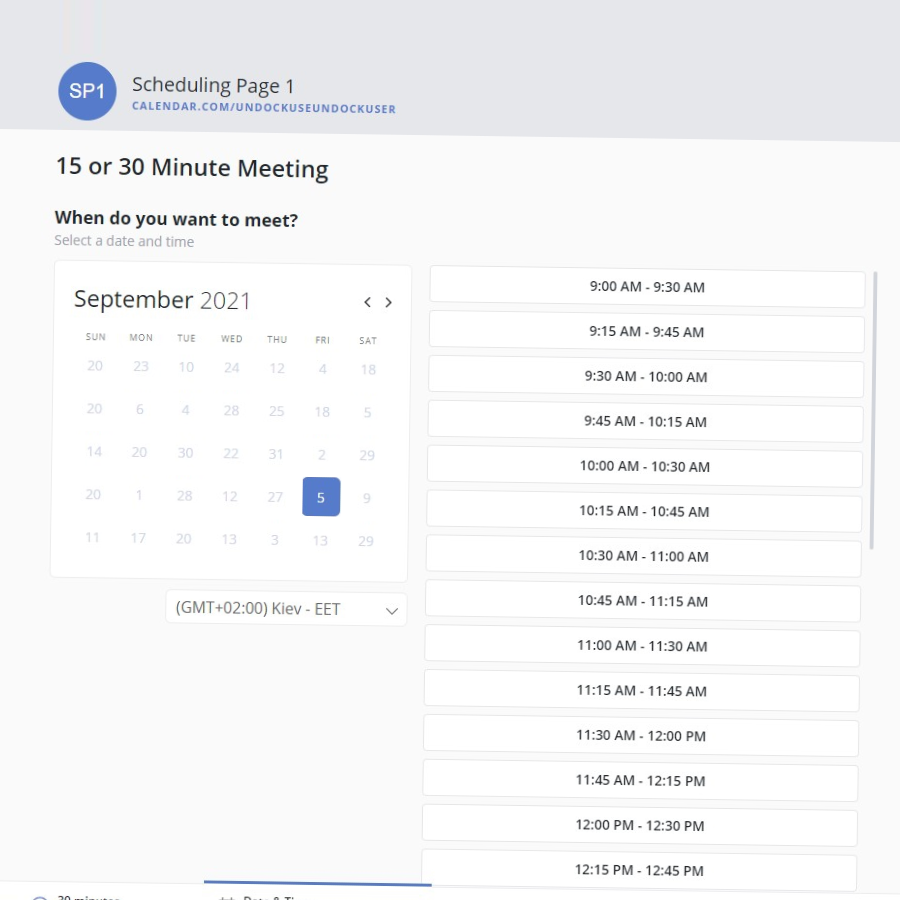 SP1
Scheduling Page 1
CALENDAR.COM/UNDOCKUSEUNDOCKUSER
15 or 30 Minute Meeting
When do you want to meet?
Select a date and time
September 2021
SUN MON TUE WED THU FRI SAT
20 23 10 24 12 4 18
20 6 4 28 25 18 5
14 20 30 22 31 2 29
20 1 28 12 27 5 9
11 17 20 13 3 13 29
(GMT+02:00) Kiev - EET
9:00 AM - 9:30 AM
9:15 AM - 9:45 AM
9:30 AM - 10:00 AM
9:45 AM - 10:15 AM
10:00 AM - 10:30 AM
10:15 AM - 10:45 AM
10:30 AM - 11:00 AM
10:45 AM - 11:15 AM
11:00 AM - 11:30 AM
11:15 AM - 11:45 AM
11:30 AM - 12:00 PM
11:45 AM - 12:15 PM
12:00 PM - 12:30 PM
12:15 PM - 12:45 PM
30 minutes
Date &